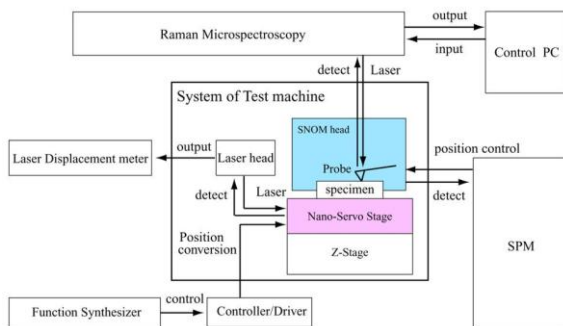 output
Raman Microspectroscopy
input
Control PC
detect
Laser
System of Test machine
SNOM head
output
position control
Laser Displacement meter
Laser head
Probe
specimen
detect
Laser
detect
Nano-Servo Stage
Position
conversion
Z-Stage
SPM
control
Function Synthesizer
Controller/Driver